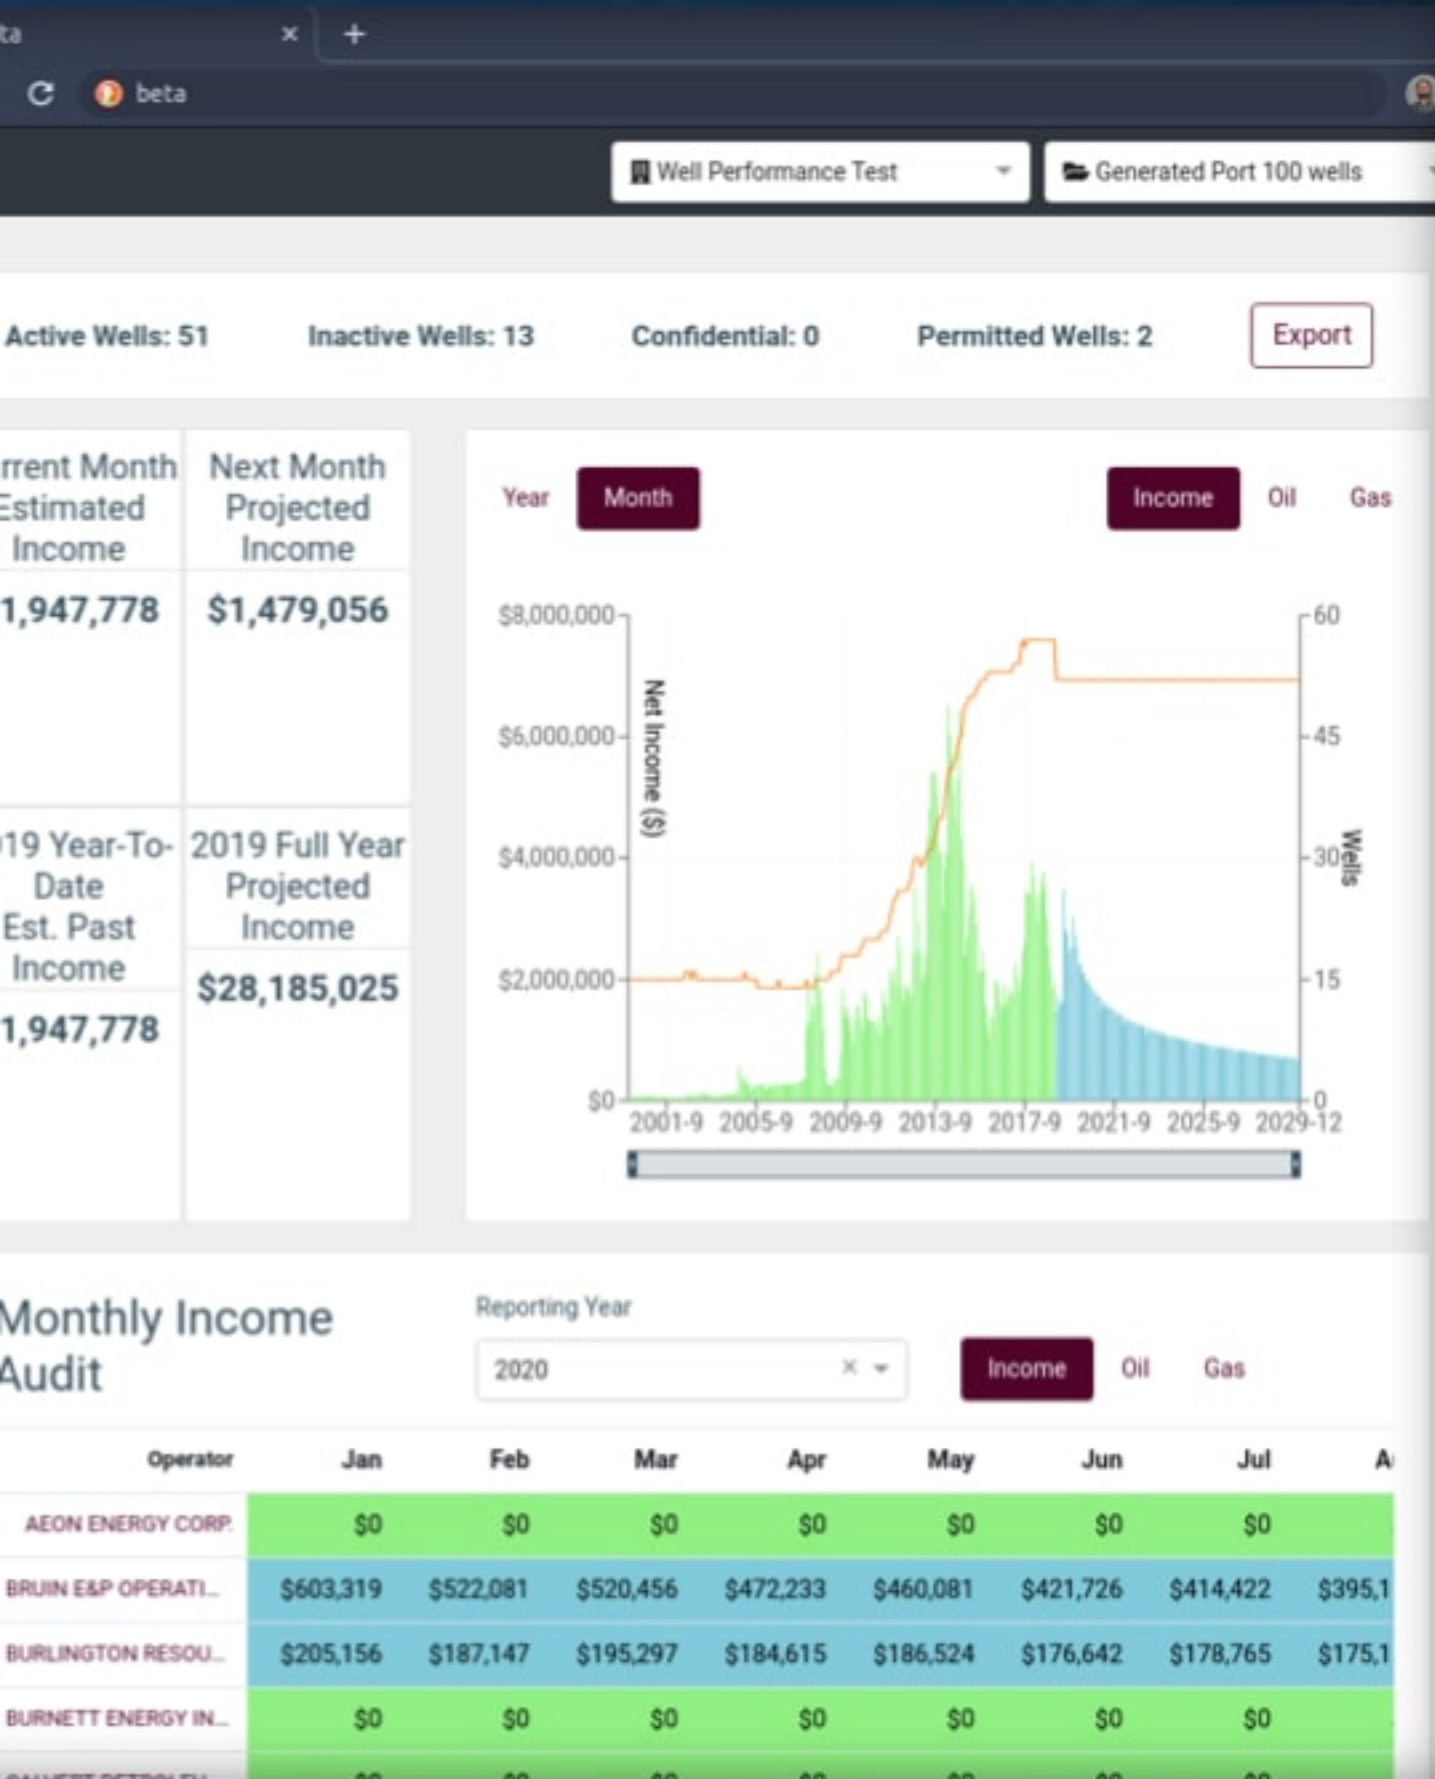 ta
beta
Well Performance Test
Generated Port 100 wells
Active Wells: 51
Inactive Wells: 13
Confidential: 0
Permitted Wells: 2
Export
rrent Month
Estimated
Income
1,947,778
Next Month
Projected
Income
$1,479,056
19 Year-To-
Date
Est. Past
Income
1,947,778
2019 Full Year
Projected
Income
$28,185,025
Year
Month
Income
Oil
Gas
$8,000,000
$6,000,000
$4,000,000
$2,000,000
$0
Net Income ($)
60
45
30
15
0
Wells
2001-9 2005-9 2009-9 2013-9 2017-9 2021-9 2025-9 2029-12
Monthly Income
Audit
Reporting Year
2020
Income
Oil
Gas
Operator Jan Feb Mar Apr May Jun Jul A
AEON ENERGY CORP. $0 $0 $0 $0 $0 $0 $0
BRUIN E&P OPERATI... $603,319 $522,081 $520,456 $472,233 $460,081 $421,726 $414,422 $395,1
BURLINGTON RESOU... $205,156 $187,147 $195,297 $184,615 $186,524 $176,642 $178,765 $175,1
BURNETT ENERGY IN... $0 $0 $0 $0 $0 $0 $0